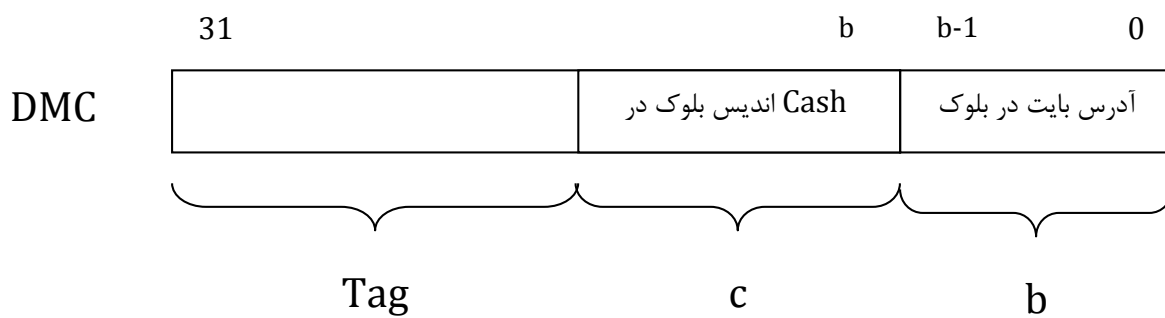 31 b b-1 0
DMC
اندیس بلوک در Cash
آدرس بایت در بلوک
Tag c b